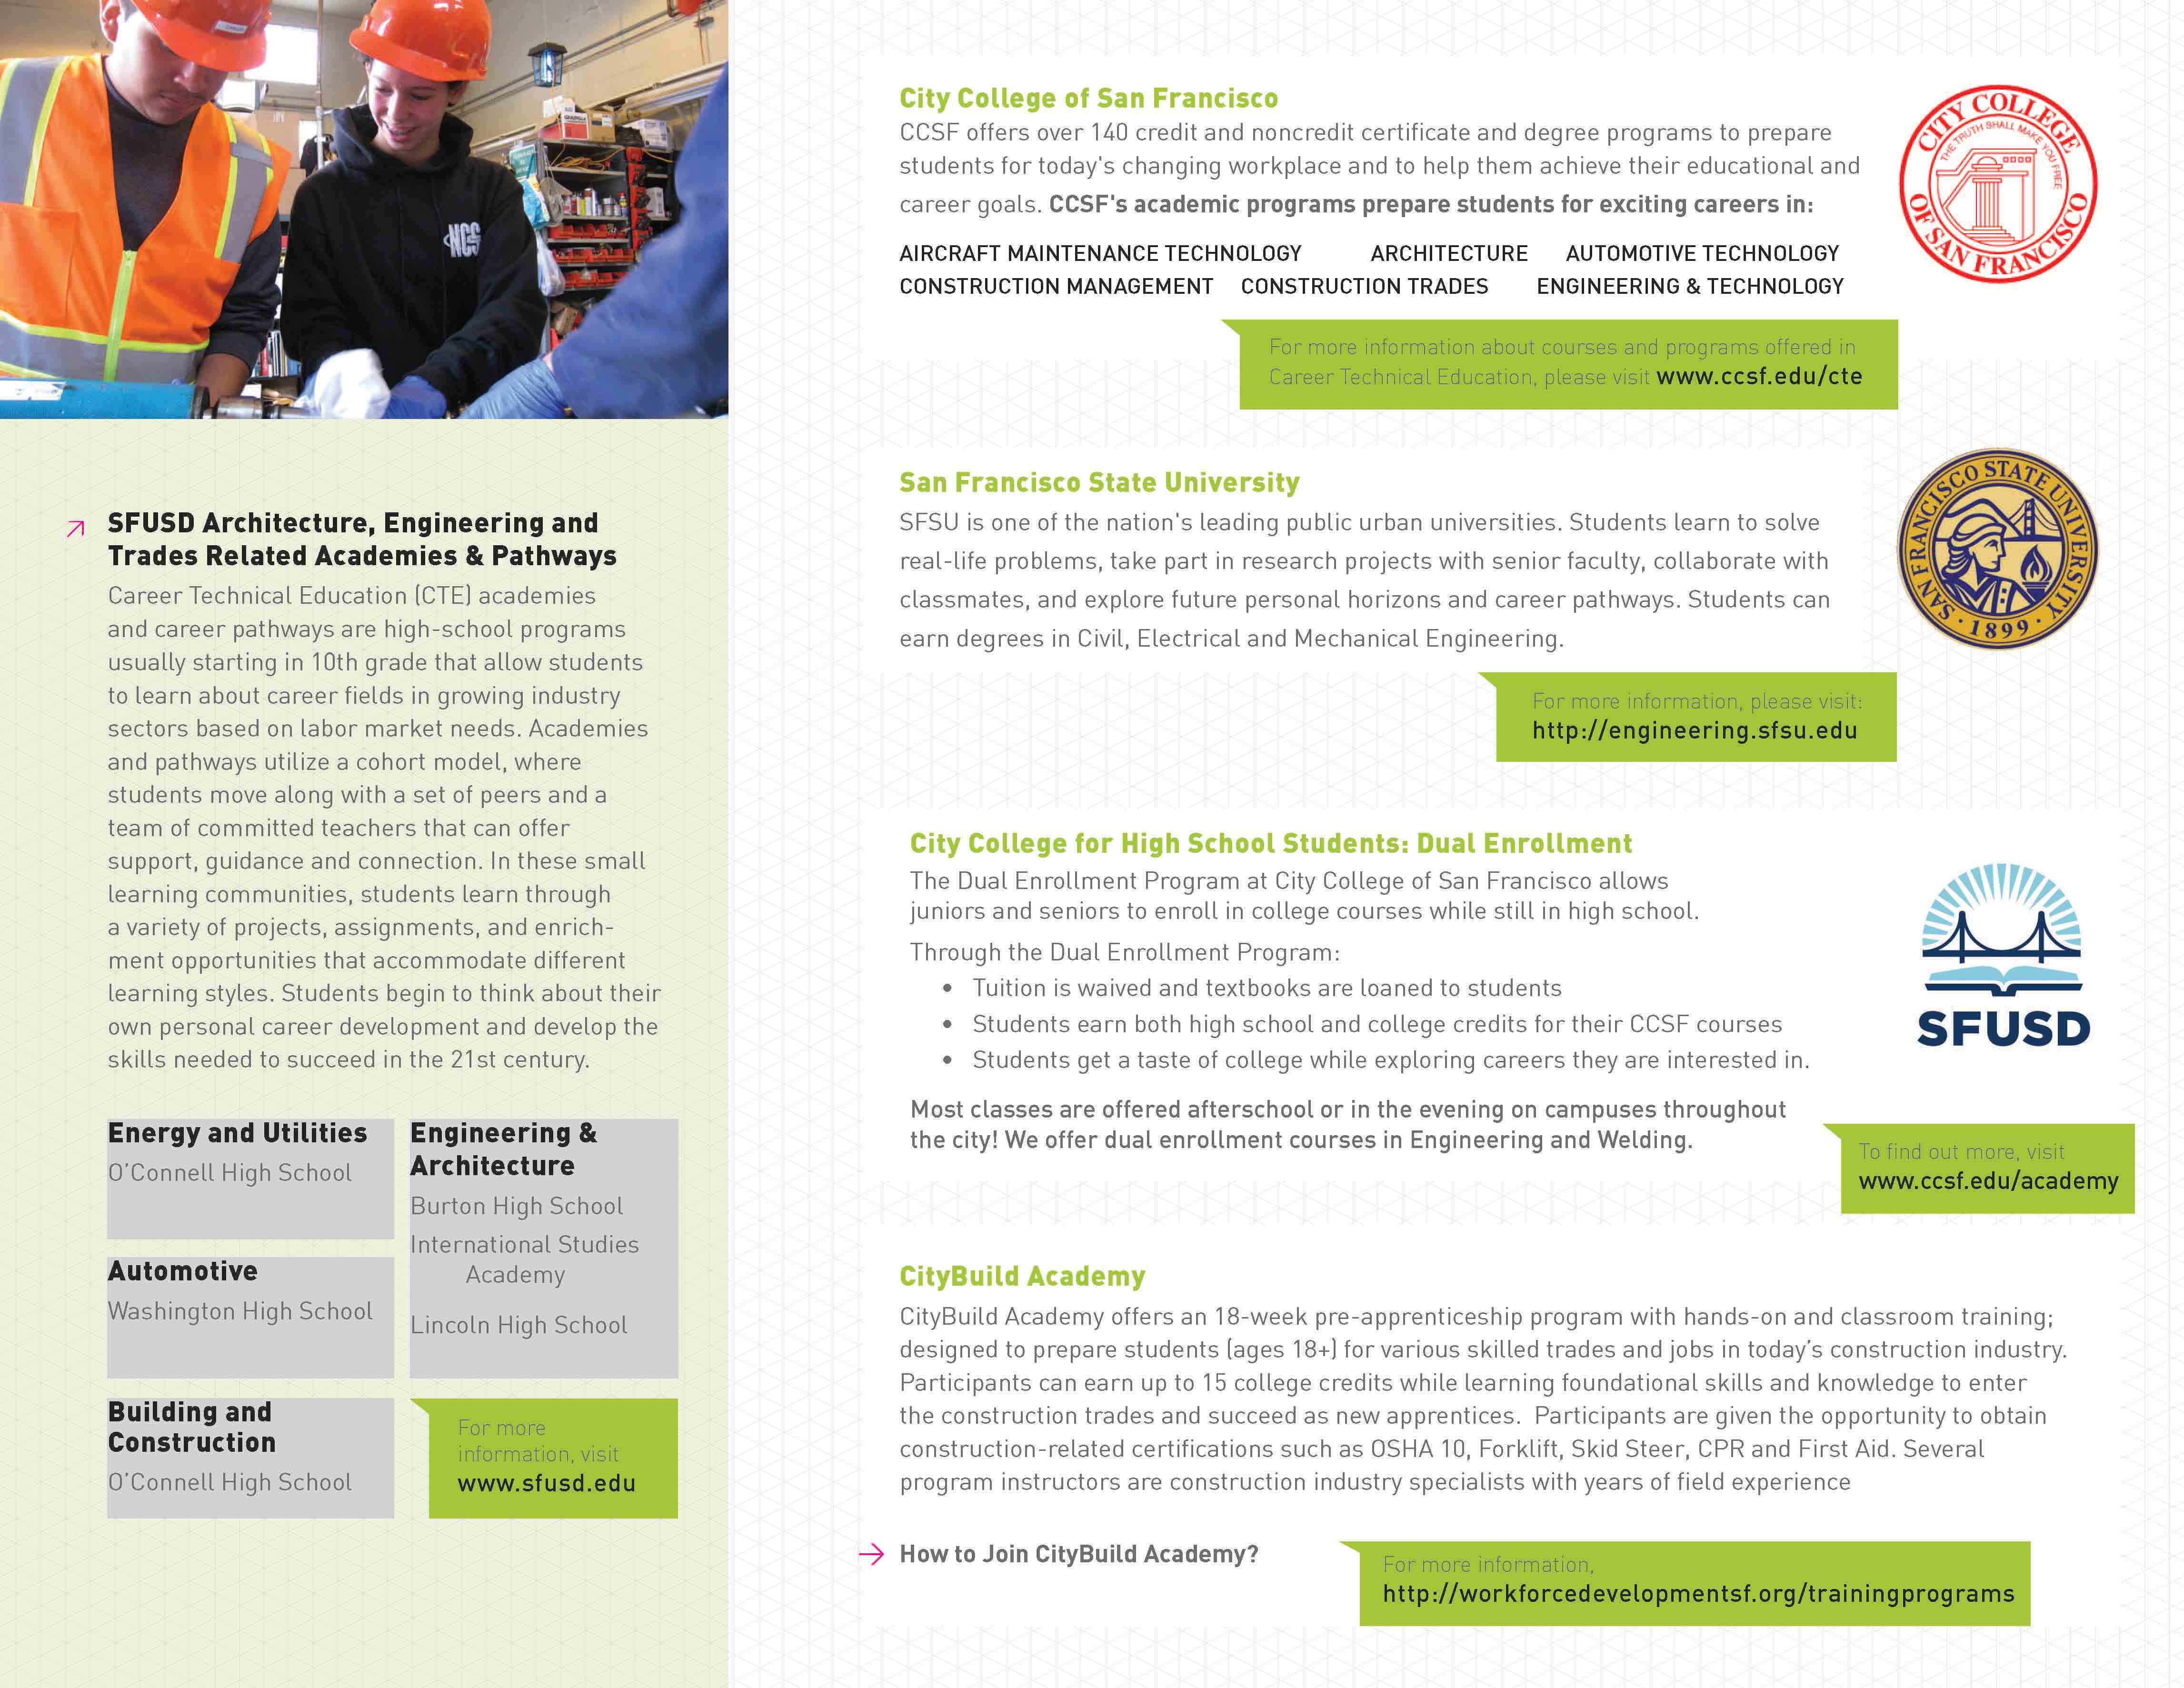 NCS
SFUSD Architecture, Engineering and
Trades Related Academies & Pathways
Career Technical Education (CTE) academies
and career pathways are high-school programs
usually starting in 10th grade that allow students
to learn about career fields in growing industry
sectors based on labor market needs. Academies
and pathways utilize a cohort model, where
students move along with a set of peers and a
team of committed teachers that can offer
support, guidance and connection. In these small
learning communities, students learn through
a variety of projects, assignments, and enrich-
ment opportunities that accommodate different
learning styles. Students begin to think about their
own personal career development and develop the
skills needed to succeed in the 21st century.
Energy and Utilities
O’Connell High School
Automotive
Washington High School
Building and
Construction
O’Connell High School
Engineering &
Architecture
Burton High School
International Studies
Academy
Lincoln High School
For more
information, visit
www.sfusd.edu
City College of San Francisco
CCSF offers over 140 credit and noncredit certificate and degree programs to prepare
students for today's changing workplace and to help them achieve their educational and
career goals. CCSF's academic programs prepare students for exciting careers in:
AIRCRAFT MAINTENANCE TECHNOLOGY ARCHITECTURE AUTOMOTIVE TECHNOLOGY
CONSTRUCTION MANAGEMENT CONSTRUCTION TRADES ENGINEERING & TECHNOLOGY
For more information about courses and programs offered in
Career Technical Education, please visit www.ccsf.edu/cte
CITY COLLEGE
OF SAN FRANCISCO
THE TRUTH SHALL MAKE YOU FREE
San Francisco State University
SFSU is one of the nation's leading public urban universities. Students learn to solve
real-life problems, take part in research projects with senior faculty, collaborate with
classmates, and explore future personal horizons and career pathways. Students can
earn degrees in Civil, Electrical and Mechanical Engineering.
For more information, please visit:
http://engineering.sfsu.edu
SAN FRANCISCO STATE UNIVERSITY
· 1899 ·
City College for High School Students: Dual Enrollment
The Dual Enrollment Program at City College of San Francisco allows
juniors and seniors to enroll in college courses while still in high school.
Through the Dual Enrollment Program:
• Tuition is waived and textbooks are loaned to students
• Students earn both high school and college credits for their CCSF courses
• Students get a taste of college while exploring careers they are interested in.
Most classes are offered afterschool or in the evening on campuses throughout
the city! We offer dual enrollment courses in Engineering and Welding.
SFUSD
To find out more, visit
www.ccsf.edu/academy
CityBuild Academy
CityBuild Academy offers an 18-week pre-apprenticeship program with hands-on and classroom training;
designed to prepare students (ages 18+) for various skilled trades and jobs in today’s construction industry.
Participants can earn up to 15 college credits while learning foundational skills and knowledge to enter
the construction trades and succeed as new apprentices. Participants are given the opportunity to obtain
construction-related certifications such as OSHA 10, Forklift, Skid Steer, CPR and First Aid. Several
program instructors are construction industry specialists with years of field experience
How to Join CityBuild Academy?
For more information,
http://workforcedevelopmentsf.org/trainingprograms